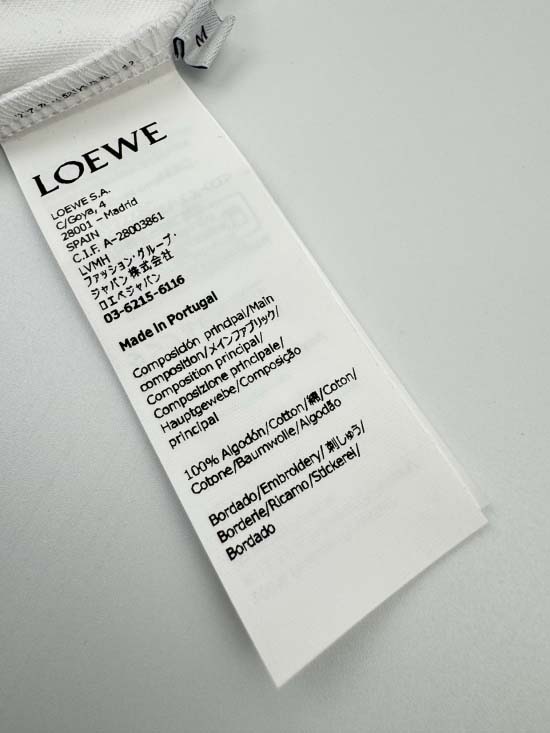 M
LOEWE
LOEWE S.A.
C/Goya, 4
28001 – Madrid
SPAIN
C.I.F. A-28003861
LVMH
ファッション・グループ・
ジャパン株式会社
ロエベジャパン
03-6215-6116
Made in Portugal
Composición principal/Main
composition/メインファブリック/
Composition principal/
Composizione principale/
Hauptgewebe/Composição
principal
100% Algodón/Cotton/綿/Coton/
Cotone/Baumwolle/Algodão
Bordado/Embroidery/刺しゅう/
Borderie/Ricamo/Stickerei/
Bordado